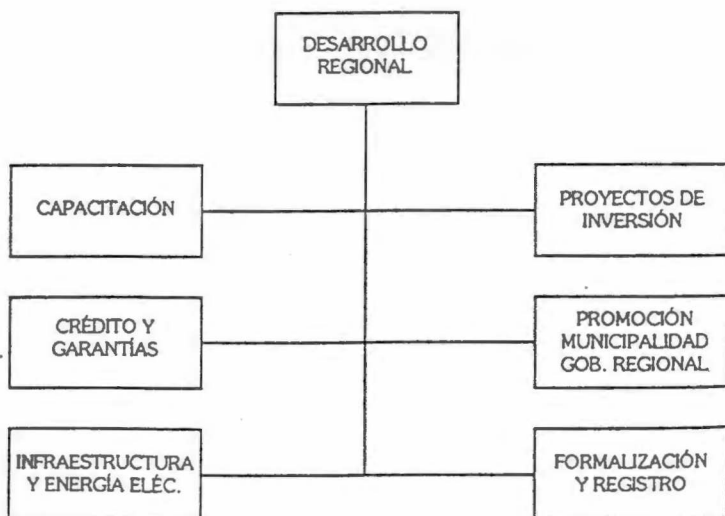 DESARROLLO
REGIONAL
CAPACITACIÓN
PROYECTOS DE
INVERSIÓN
CRÉDITO Y
GARANTÍAS
PROMOCIÓN
MUNICIPALIDAD
GOB. REGIONAL
INFRAESTRUCTURA
Y ENERGÍA ELÉC.
FORMALIZACIÓN
Y REGISTRO